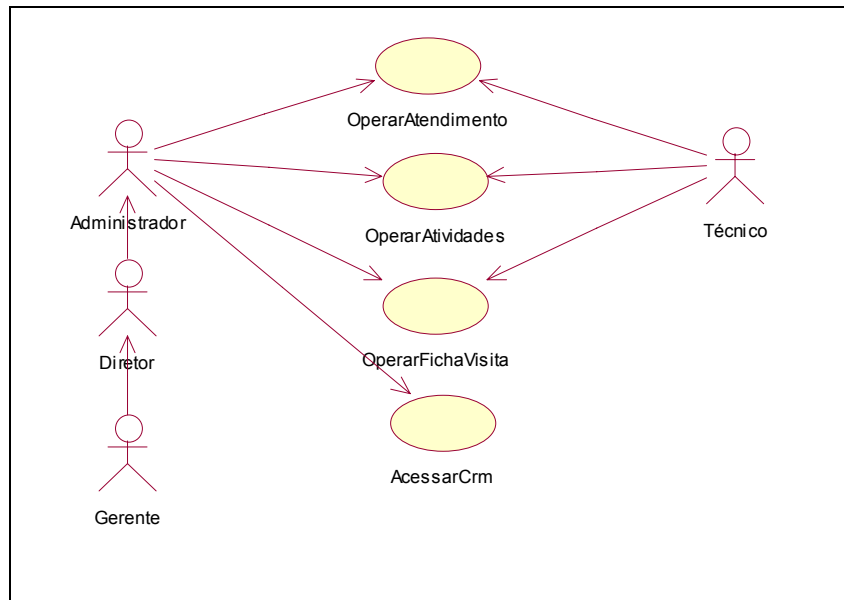 OperarAtendimento
Administrador
OperarAtividades
Técnico
Diretor
OperarFichaVisita
AcessarCrm
Gerente